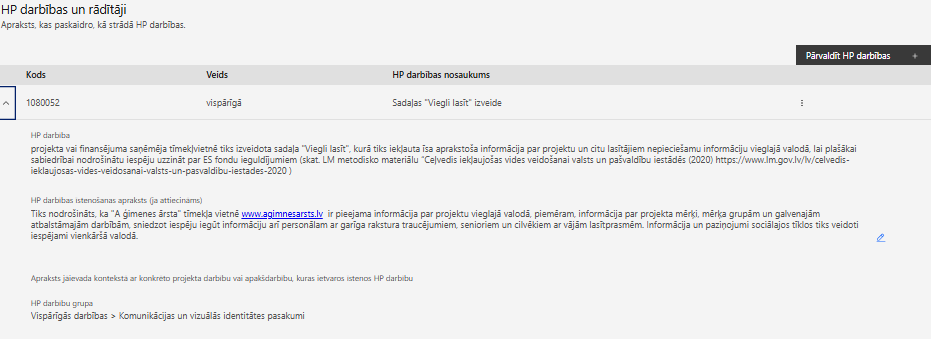 HP darbības un rādītāji
Apraksts, kas paskaidro, kā strādā HP darbības.
Pārvaldīt HP darbības +
Kods Veids HP darbības nosaukums
1080052 vispārīgā Sadaļas "Viegli lasīt" izveide
HP darbība
projekta vai finansējuma saņēmēja tīmekļvietnē tiks izveidota sadaļa "Viegli lasīt", kurā tiks iekļauta īsa aprakstoša informācija par projektu un citu lasītājiem nepieciešamu informāciju vieglajā valodā, lai plašākai
sabiedrībai nodrošinātu iespēju uzzināt par ES fondu ieguldījumiem (skat. LM metodisko materiālu "Ceļvedis iekļaujošas vides veidošanai valsts un pašvaldību iestādēs (2020) https://www.lm.gov.lv/lv/celvedis-
ieklaujosas-vides-veidosanai-valsts-un-pasvaldibu-iestades-2020 )
HP darbības īstenošanas apraksts (ja attiecināms)
Tiks nodrošināts, ka "A ģimenes ārsta" tīmekļa vietnē www.agimnesarsts.lv ir pieejama informācija par projektu vieglajā valodā, piemēram, informācija par projekta mērķi, mērķa grupām un galvenajām
atbalstāmajām darbībām, sniedzot iespēju iegūt informāciju arī personālam ar garīga rakstura traucējumiem, senioriem un cilvēkiem ar vājām lasītprasmēm. Informācija un paziņojumi sociālajos tīklos tiks veidoti
iespējami vienkāršā valodā.
Apraksts jāievada kontekstā ar konkrēto projekta darbību vai apakšdarbību, kuras ietvaros īstenos HP darbību
HP darbību grupa
Vispārīgās darbības > Komunikācijas un vizuālās identitātes pasākumi